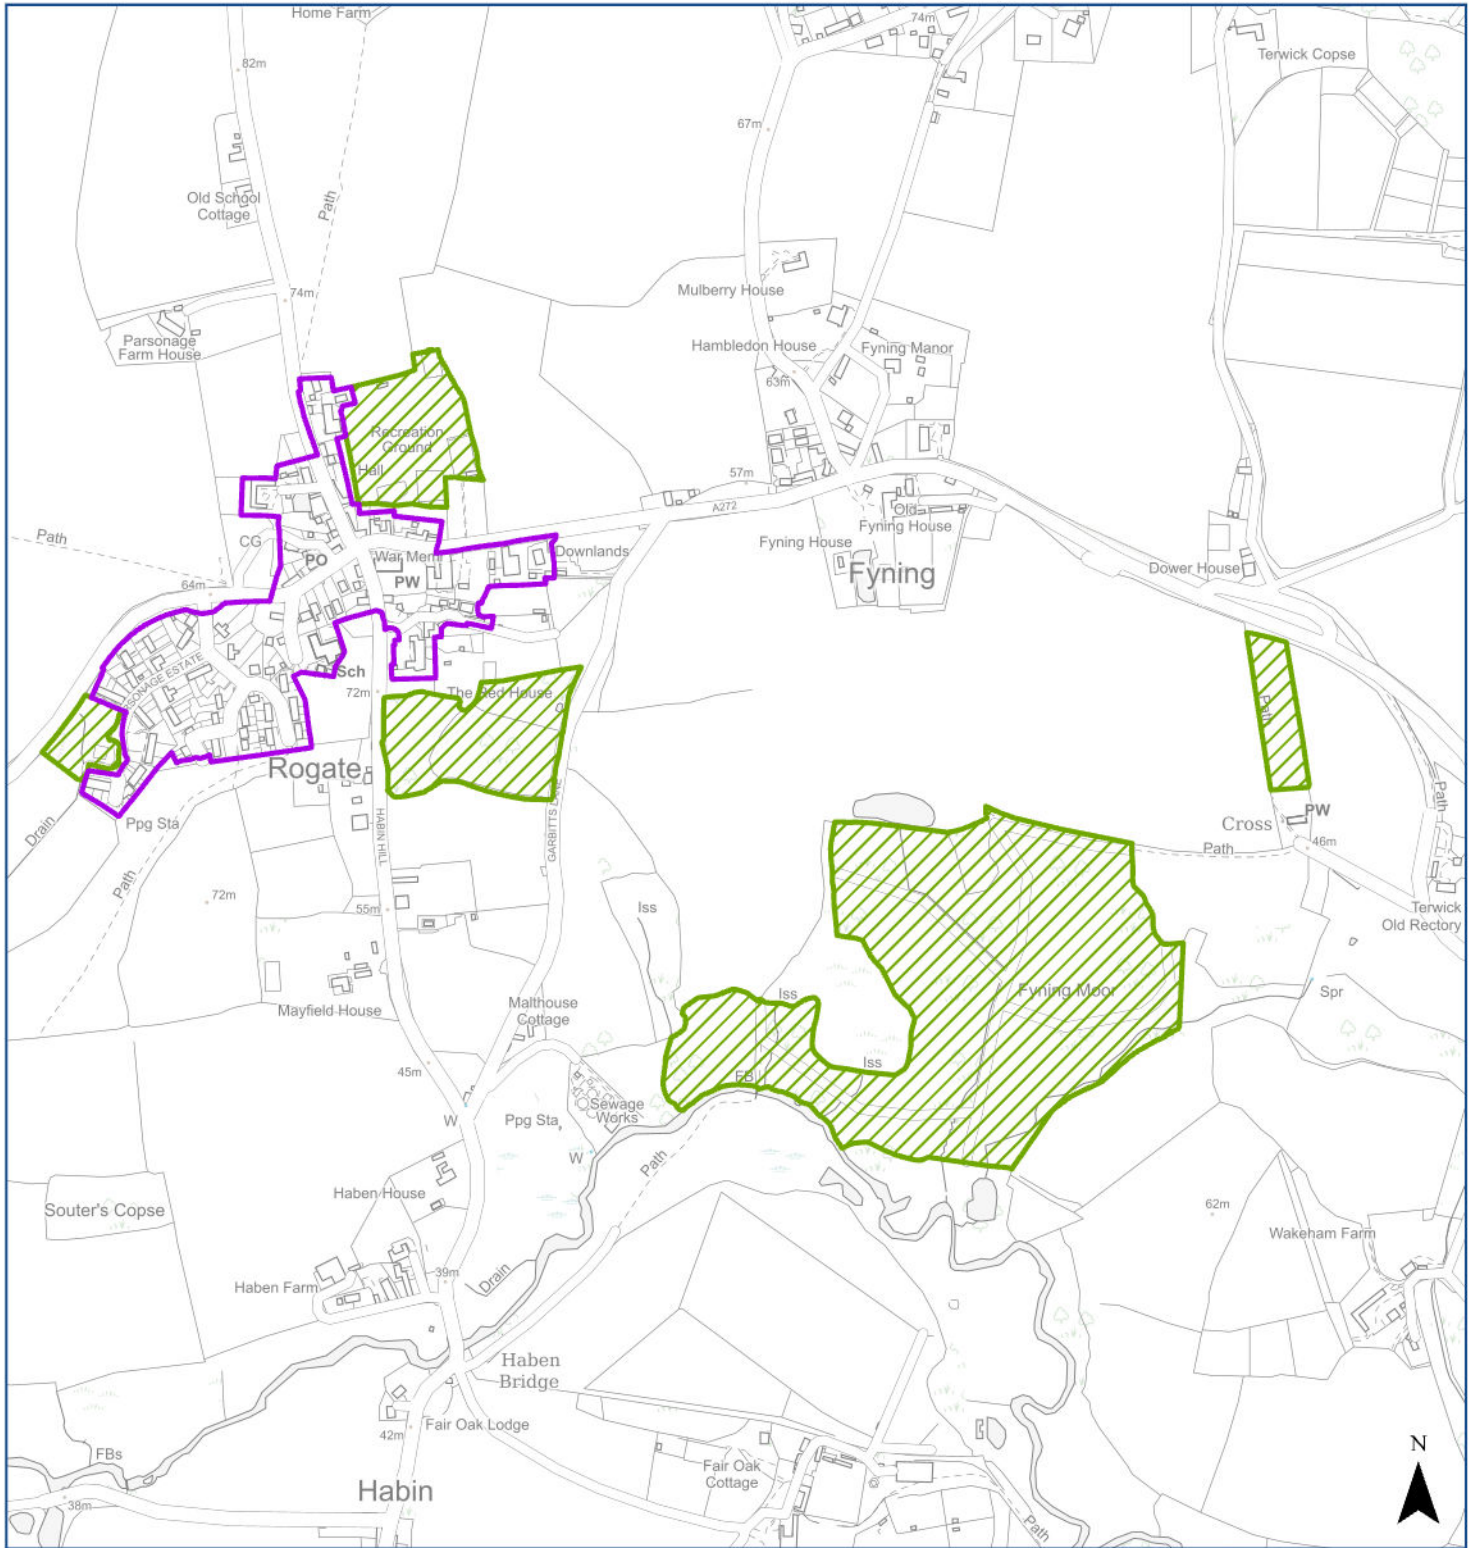 Home Farm
74m
Terwick Copse
82m
67m
Old School
Cottage
Path
Mulberry House
74m
Parsonage
Farm House
Hambledon House
Fyning Manor
63m
Recreation
Ground
Hall
57m
A272
Old
Fyning House
Path
CG
War Meml
Downlands
Fyning House
PO
PW
Fyning
Dower House
64m
SONAGE ESTATE
Sch
72m
The Red House
Path
Rogate
Ppg Sta
Drain
HABIN HILL
GARBITTS LANE
PW
Cross
Path
46m
Path
Path
72m
55m
Iss
Terwick
Old Rectory
Mayfield House
Malthouse
Cottage
Iss
Fyning Moor
Spr
45m
Iss
FB
W
Ppg Sta
Sewage
Works
W
Path
Haben House
Souter's Copse
62m
Wakeham Farm
Haben Farm
39m
Drain
Haben
Bridge
Fair Oak Lodge
42m
FBs
Fair Oak
Cottage
N
Habin
38m
Path